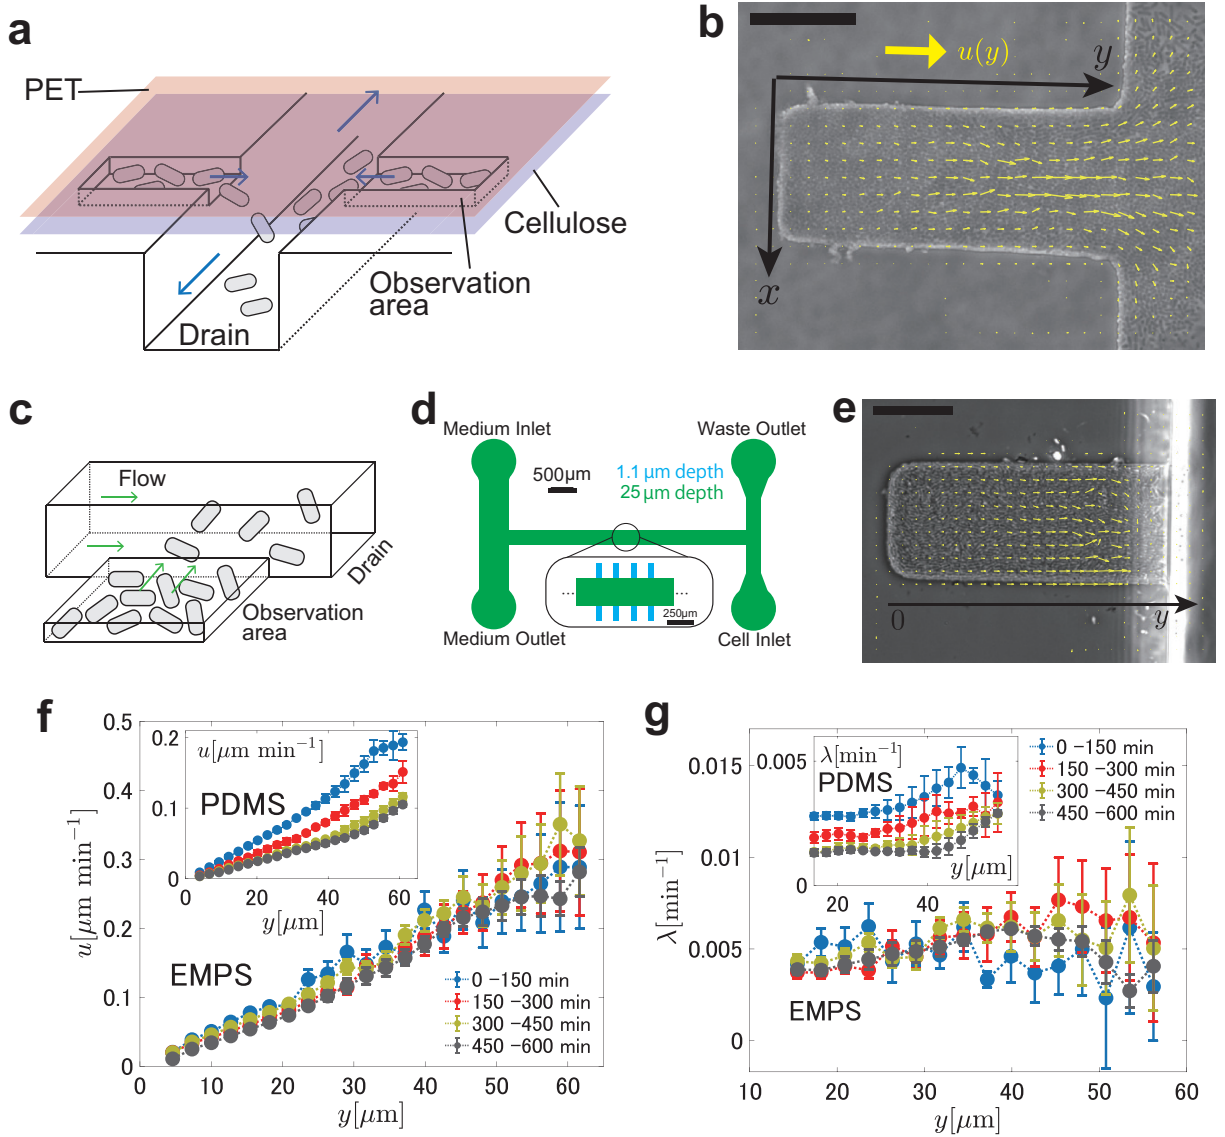 a
PET
Cellulose
Observation
area
Drain
b
u(y)
y
x
c
Flow
Drain
Observation
area
d
Medium Inlet
Waste Outlet
500μm
1.1 μm depth
25 μm depth
250μm
Medium Outlet
Cell Inlet
e
0
y
f
0.5
0.4
0.3
0.2
0.1
0
u[μm min⁻¹]
0.2
0.1
0
u[μm min⁻¹]
PDMS
0
20
40
60
y[μm]
EMPS
0 –150 min
150 –300 min
300 –450 min
450 –600 min
0
10
20
30
40
50
60
y[μm]
g
0.015
0.01
0.005
0
λ[min⁻¹]
0.005
0
λ[min⁻¹]
PDMS
y[μm]
20
40
0 –150 min
150 –300 min
300 –450 min
450 –600 min
EMPS
10
20
30
40
50
60
y[μm]